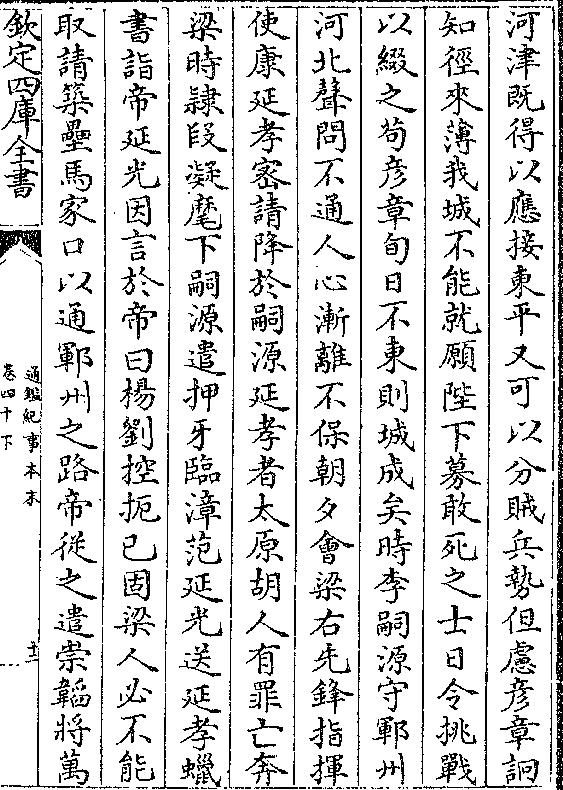 河津既得以應接東平又可以分賊兵勢但慮彦章詗
知徑來薄我城不能就願陛下募敢死之士日令挑戰
以綴之茍彦章旬日不東則城成矣時李嗣源守鄆州
河北聲問不通人心漸離不保朝夕會梁右先鋒指揮
使康延孝密請降於嗣源延孝者太原胡人有罪亡奔
梁時隷段凝麾下嗣源遣押牙臨漳范延光送延孝蠟
書詣帝延光因言於帝曰楊劉控扼已固梁人必不能
取請築壘馬家口以通鄆州之路帝從之遣崇韜將萬
欽定四庫全書
通鑑紀事本末
卷四十下
十二